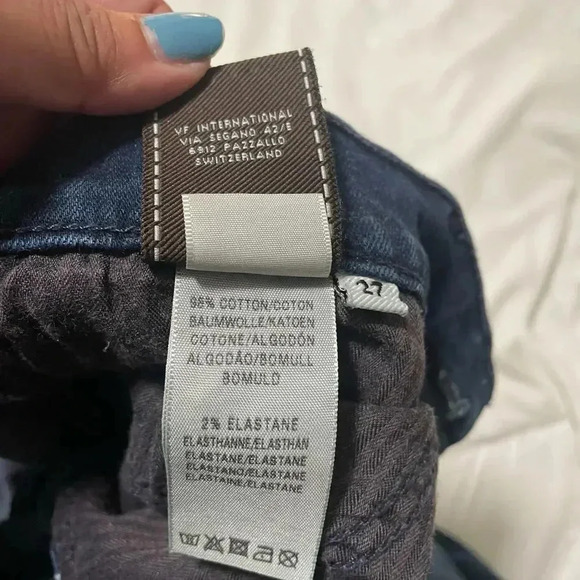 VF INTERNATIONAL
VIA SEGANO 42/E
6912 PAZZALLO
SWITZERLAND
27
98% COTTON/COTON
BAUMWOLLE/KATOEN
COTONE/ALGODÓN
ALGODÃO/BOMULL
BOMULD
2% ELASTANE
ELASTHANNE/ELASTHAN
ELASTANE/ELASTANE
ELASTANO/ELASTANE
ELASTAINE/ELASTANE